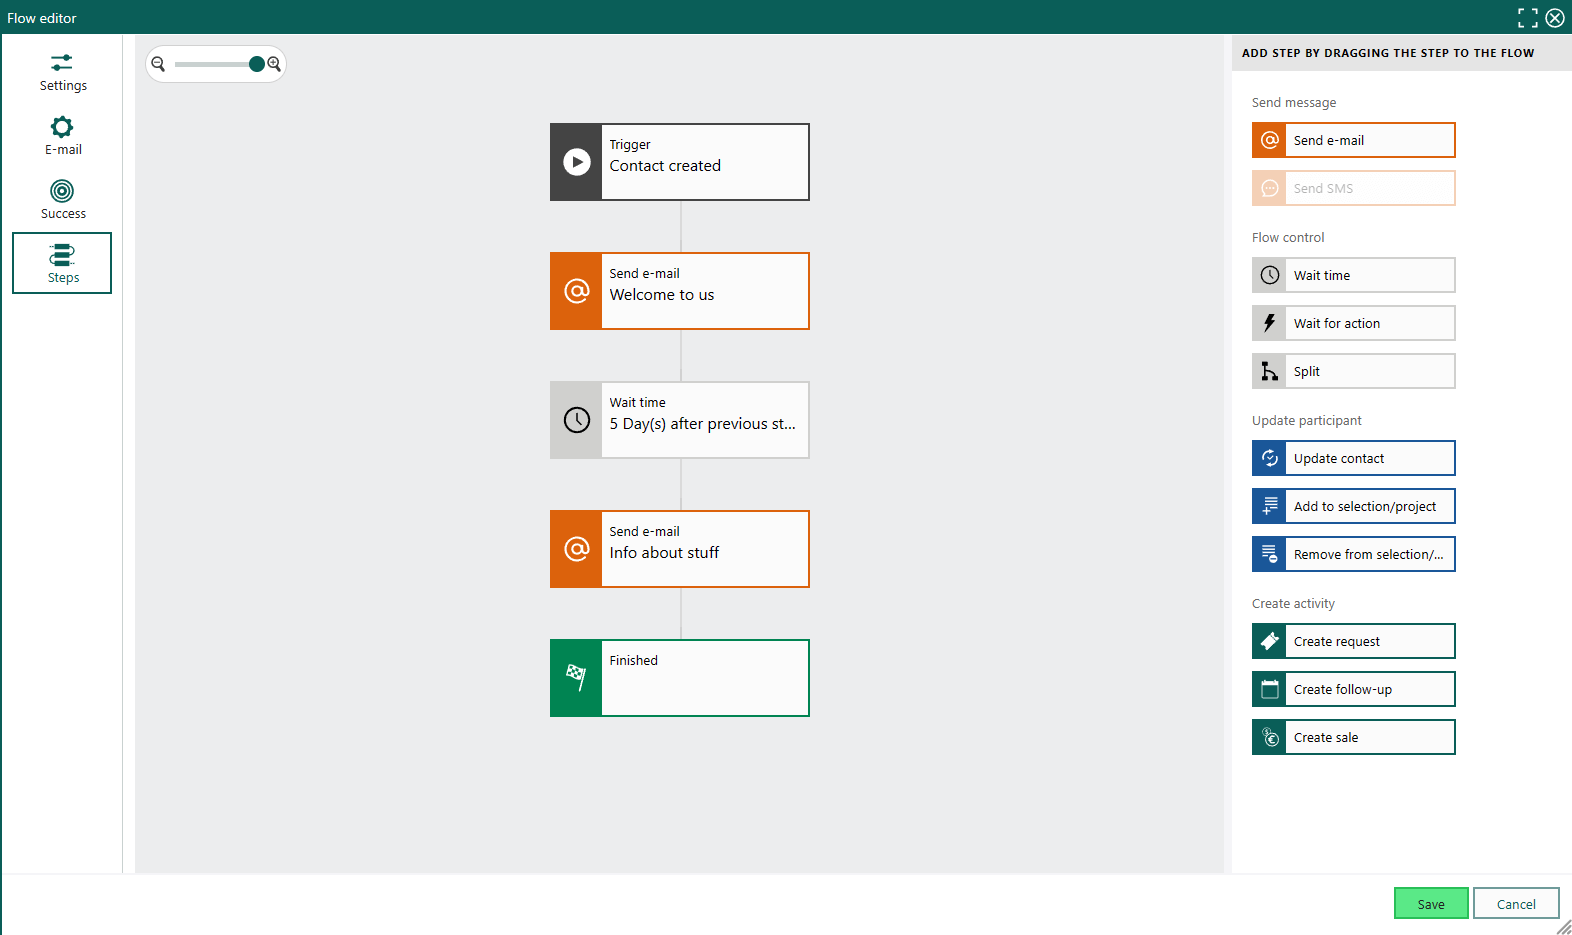 Flow editor
Settings
E-mail
Success
Steps
Trigger
Contact created
Send e-mail
Welcome to us
Wait time
5 Day(s) after previous st...
Send e-mail
Info about stuff
Finished
ADD STEP BY DRAGGING THE STEP TO THE FLOW
Send message
Send e-mail
Send SMS
Flow control
Wait time
Wait for action
Split
Update participant
Update contact
Add to selection/project
Remove from selection/...
Create activity
Create request
Create follow-up
Create sale
Save
Cancel